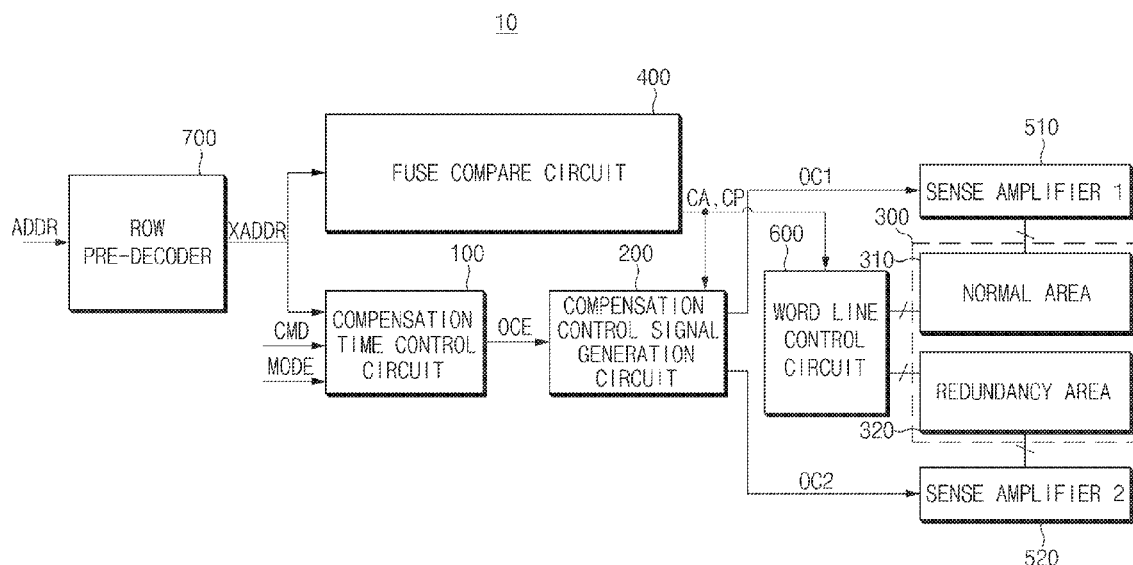 10
400
FUSE COMPARE CIRCUIT
700
ROW
PRE-DECODER
ADDR
XADDR
CA, CP
510
SENSE AMPLIFIER 1
OC1
300
310
NORMAL AREA
100
COMPENSATION
TIME CONTROL
CIRCUIT
CMD
MODE
OCE
200
COMPENSATION
CONTROL SIGNAL
GENERATION
CIRCUIT
600
WORD LINE
CONTROL
CIRCUIT
REDUNDANCY AREA
320
OC2
SENSE AMPLIFIER 2
520